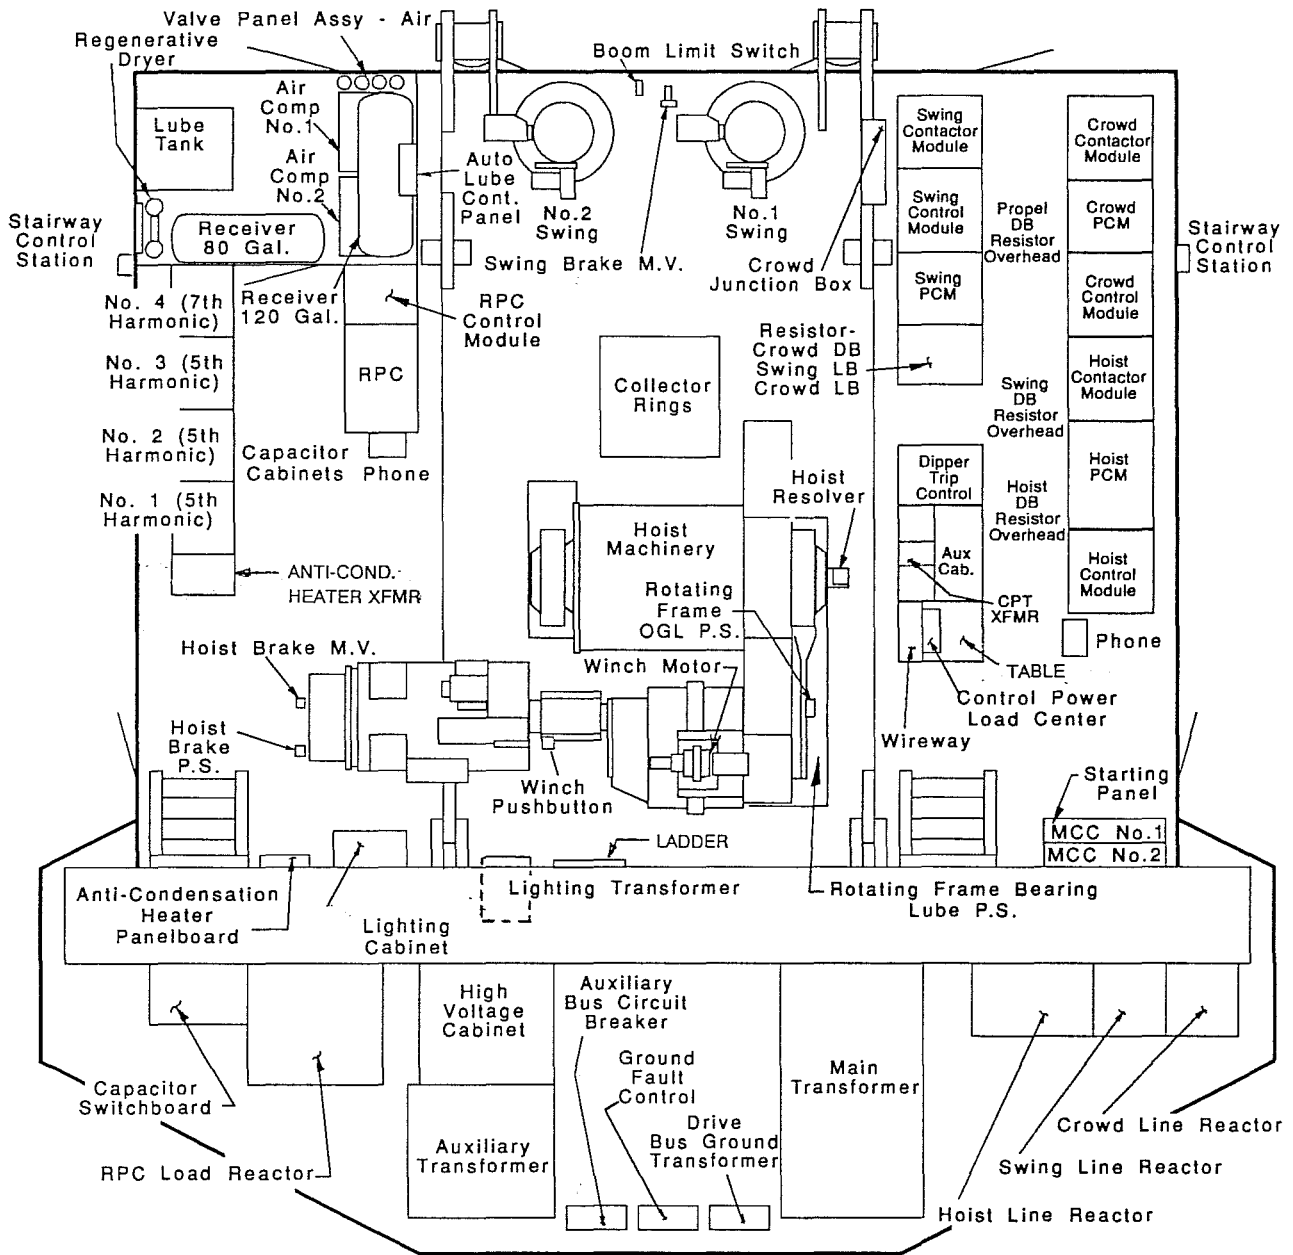 Valve Panel Assy - Air
Regenerative
Dryer
Boom Limit Switch
Air
Comp
No.1
Lube
Tank
Air
Comp
No.2
Auto
Lube
Cont.
Panel
No.2
Swing
No.1
Swing
Swing
Contactor
Module
Crowd
Contactor
Module
Swing
Control
Module
Propel
DB
Resistor
Overhead
Crowd
PCM
Stairway
Control
Station
Receiver
80 Gal.
Swing Brake M.V.
Crowd
Junction Box
Stairway
Control
Station
Swing
PCM
Crowd
Control
Module
No. 4 (7th
Harmonic)
Receiver
120 Gal.
RPC
Control
Module
Resistor-
Crowd DB
Swing LB
Crowd LB
No. 3 (5th
Harmonic)
RPC
Collector
Rings
Swing
DB
Resistor
Overhead
Hoist
Contactor
Module
No. 2 (5th
Harmonic)
Capacitor
Cabinets
Phone
Dipper
Trip
Control
Hoist
PCM
No. 1 (5th
Harmonic)
Hoist
Resolver
Hoist
DB
Resistor
Overhead
Hoist
Machinery
Aux
Cab.
Hoist
Control
Module
ANTI-COND.-
HEATER XFMR
Rotating
Frame
OGL P.S.
CPT
XFMR
Phone
Hoist Brake M.V.
Winch Motor
TABLE
Control Power
Load Center
Hoist
Brake
P.S.
Wireway
Winch
Pushbutton
Starting
Panel
MCC No.1
MCC No.2
LADDER
Anti-Condensation
Heater
Panelboard
Lighting
Cabinet
Lighting Transformer
Rotating Frame Bearing
Lube P.S.
High
Voltage
Cabinet
Auxiliary
Bus Circuit
Breaker
Ground
Fault
Control
Main
Transformer
Capacitor
Switchboard
Auxiliary
Transformer
Drive
Bus Ground
Transformer
Crowd Line Reactor
RPC Load Reactor
Swing Line Reactor
Hoist Line Reactor